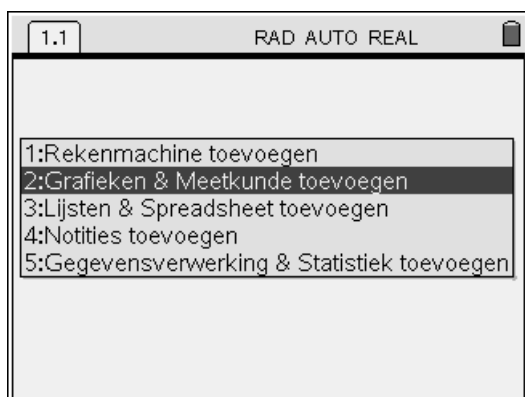 1.1 RAD AUTO REAL
1:Rekenmachine toevoegen
2:Grafieken & Meetkunde toevoegen
3:Lijsten & Spreadsheet toevoegen
4:Notities toevoegen
5:Gegevensverwerking & Statistiek toevoegen